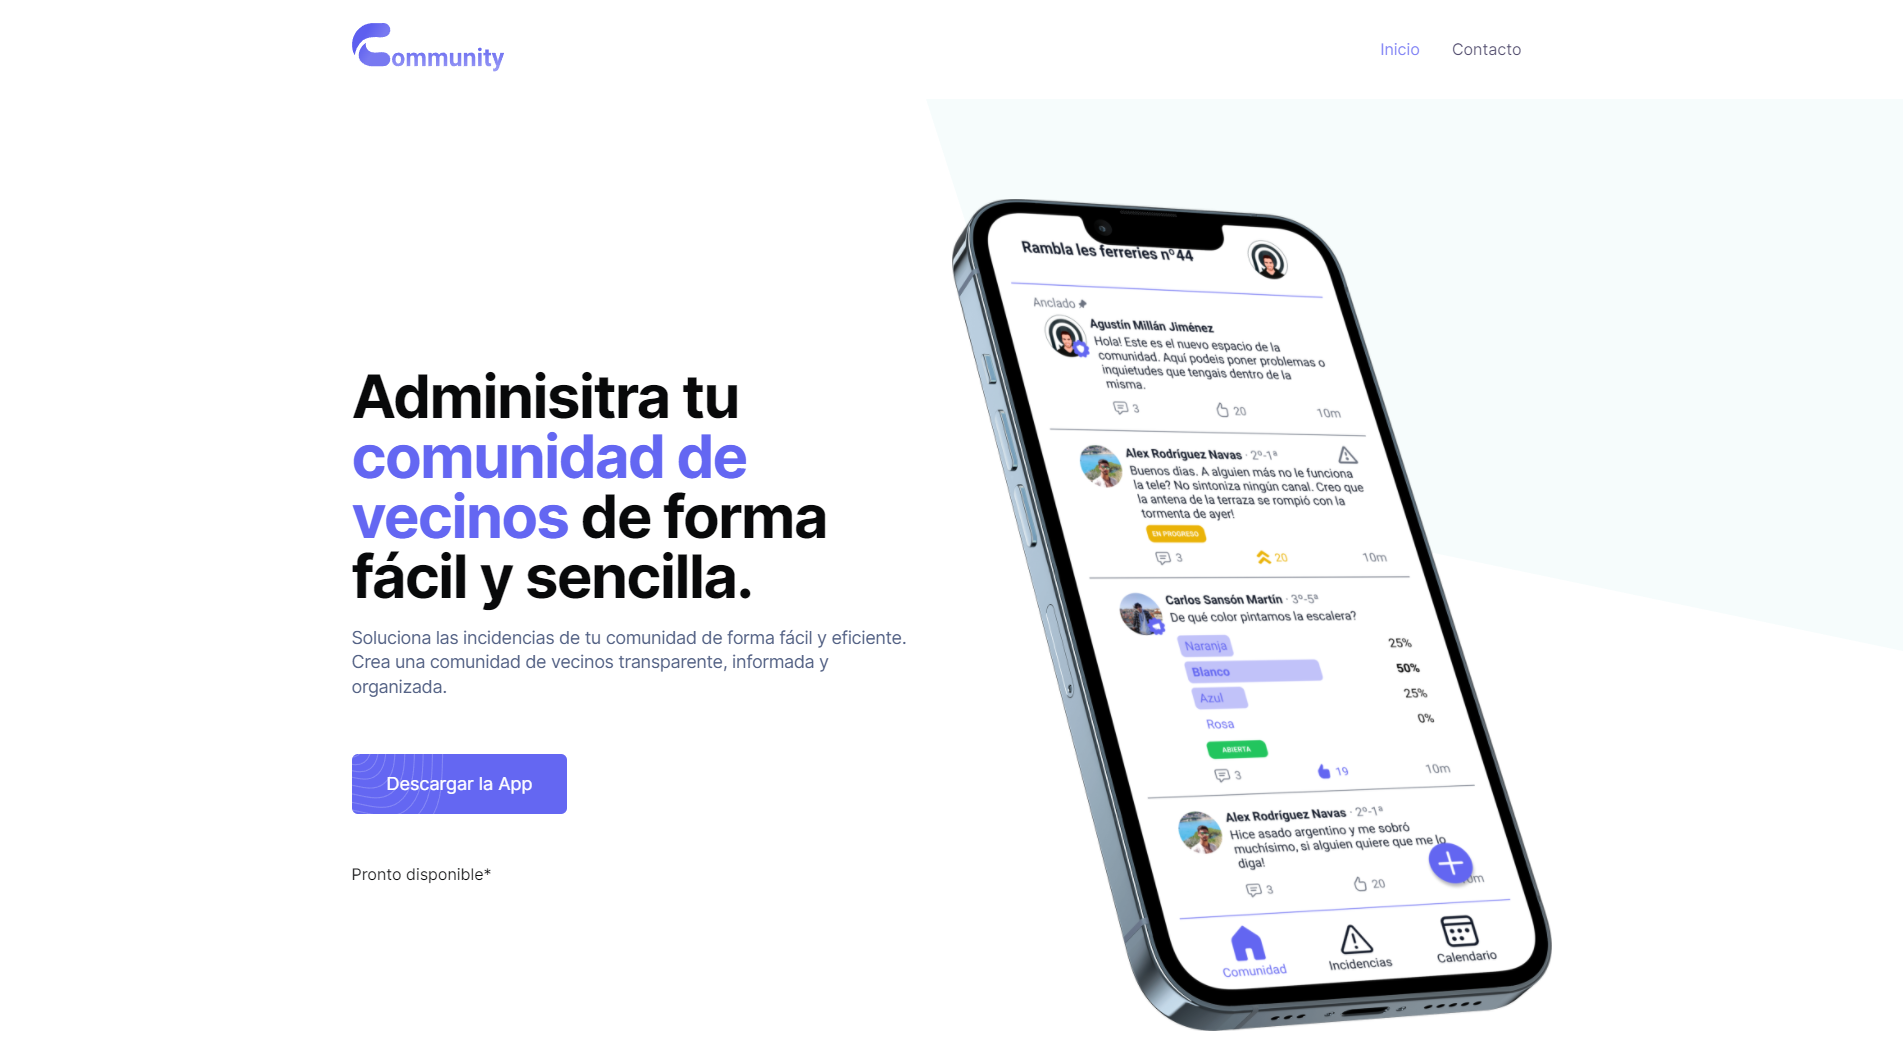 Community
Inicio
Contacto
Adminisitra tu
comunidad de
vecinos de forma
fácil y sencilla.
Soluciona las incidencias de tu comunidad de forma fácil y eficiente.
Crea una comunidad de vecinos transparente, informada y
organizada.
Descargar la App
Pronto disponible*
Rambla les ferreries nº44
Anclado
Agustín Millán Jiménez
Hola! Este es el nuevo espacio de la
comunidad. Aquí podeis poner problemas o
inquietudes que tengais dentro de la
misma.
3 20 10m
Alex Rodríguez Navas · 2º-1ª
Buenos dias. A alguien más no le funciona
la tele? No sintoniza ningún canal. Creo que
la antena de la terraza se rompió con la
tormenta de ayer!
EN PROGRESO
3 20 10m
Carlos Sansón Martín · 3º-5ª
De qué color pintamos la escalera?
Naranja 25%
Blanco 50%
Azul 25%
Rosa 0%
ABIERTA
3 19 10m
Alex Rodríguez Navas · 2º-1ª
Hice asado argentino y me sobró
muchísimo, si alguien quiere que me lo
diga!
3 20
Comunidad
Incidencias
Calendario